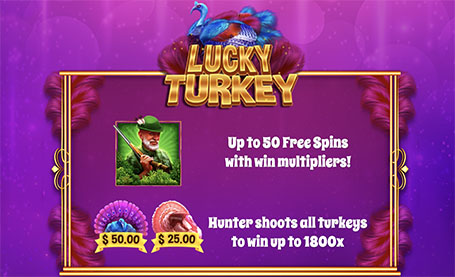 LUCKY
TURKEY
Up to 50 Free Spins
with win multipliers!
$ 50.00
$ 25.00
Hunter shoots all turkeys
to win up to 1800x